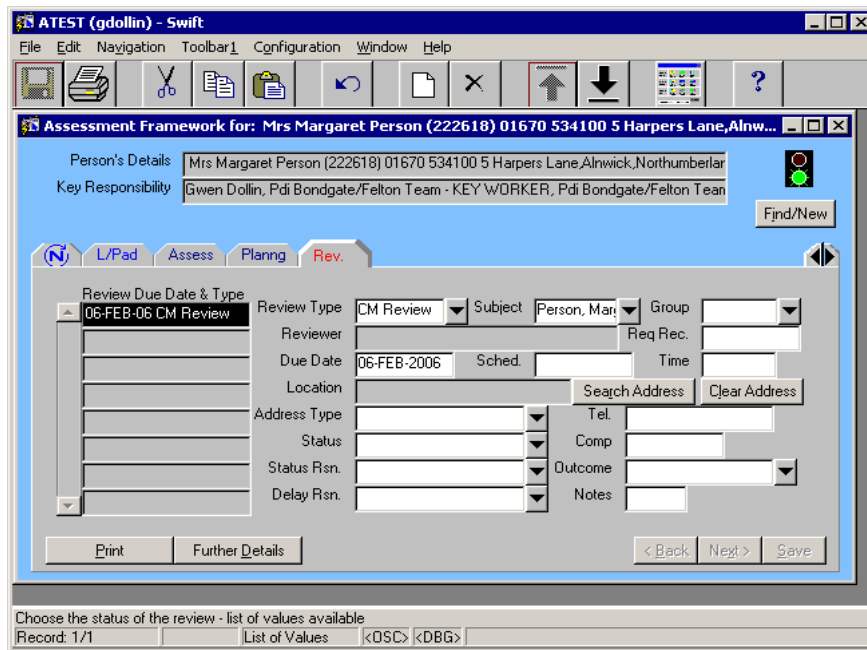 ATEST (gdollin) - Swift
File Edit Navigation Toolbar1 Configuration Window Help
?
Assessment Framework for: Mrs Margaret Person (222618) 01670 534100 5 Harpers Lane,Alnw...
Person's Details Mrs Margaret Person (222618) 01670 534100 5 Harpers Lane,Alnwick,Northumberlar
Key Responsibility Gwen Dollin, Pdi Bondgate/Felton Team - KEY WORKER, Pdi Bondgate/Felton Tean
Find/New
N L/Pad Assess Planng Rev.
Review Due Date & Type
06-FEB-06 CM Review
Review Type CM Review Subject Person, Marg Group
Reviewer Req Rec.
Due Date 06-FEB-2006 Sched. Time
Location Search Address Clear Address
Address Type Tel.
Status Comp
Status Rsn. Outcome
Delay Rsn. Notes
Print Further Details < Back Next > Save
Choose the status of the review - list of values available
Record: 1/1 List of Values <OSC> <DBG>